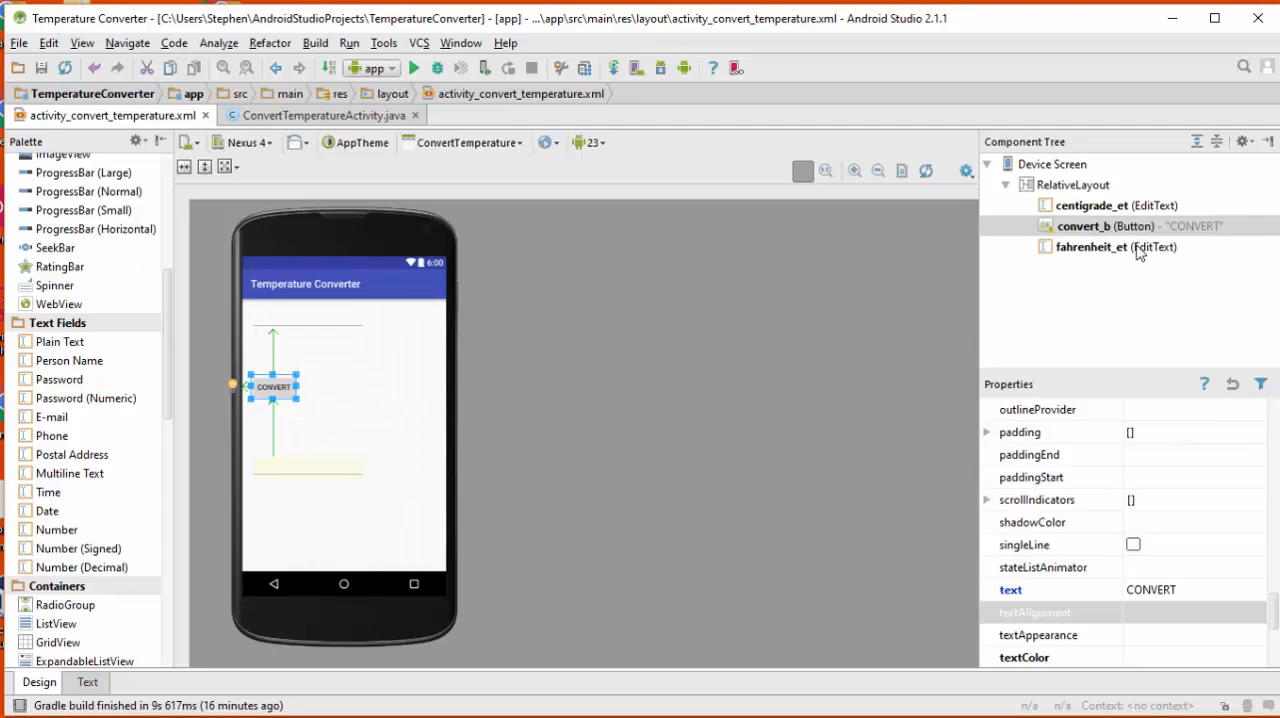 Temperature Converter - [C:\Users\Stephen\AndroidStudioProjects\TemperatureConverter] - [app] - ...\app\src\main\res\layout\activity_convert_temperature.xml - Android Studio 2.1.1
File Edit View Navigate Code Analyze Refactor Build Run Tools VCS Window Help
app
TemperatureConverter app src main res layout activity_convert_temperature.xml
activity_convert_temperature.xml ConvertTemperatureActivity.java
Palette
Nexus 4 AppTheme ConvertTemperature 23
ImageView
ProgressBar (Large)
ProgressBar (Normal)
ProgressBar (Small)
ProgressBar (Horizontal)
SeekBar
RatingBar
Spinner
WebView
Text Fields
Plain Text
Person Name
Password
Password (Numeric)
E-mail
Phone
Postal Address
Multiline Text
Time
Date
Number
Number (Signed)
Number (Decimal)
Containers
RadioGroup
ListView
GridView
ExpandableListView
6:00
Temperature Converter
CONVERT
Component Tree
Device Screen
RelativeLayout
centigrade_et (EditText)
convert_b (Button) - "CONVERT"
fahrenheit_et (EditText)
Properties
outlineProvider
padding []
paddingEnd
paddingStart
scrollIndicators []
shadowColor
singleLine
stateListAnimator
text CONVERT
textAlignment
textAppearance
textColor
Design Text
Gradle build finished in 9s 617ms (16 minutes ago)
n/a n/a Context: <no context>